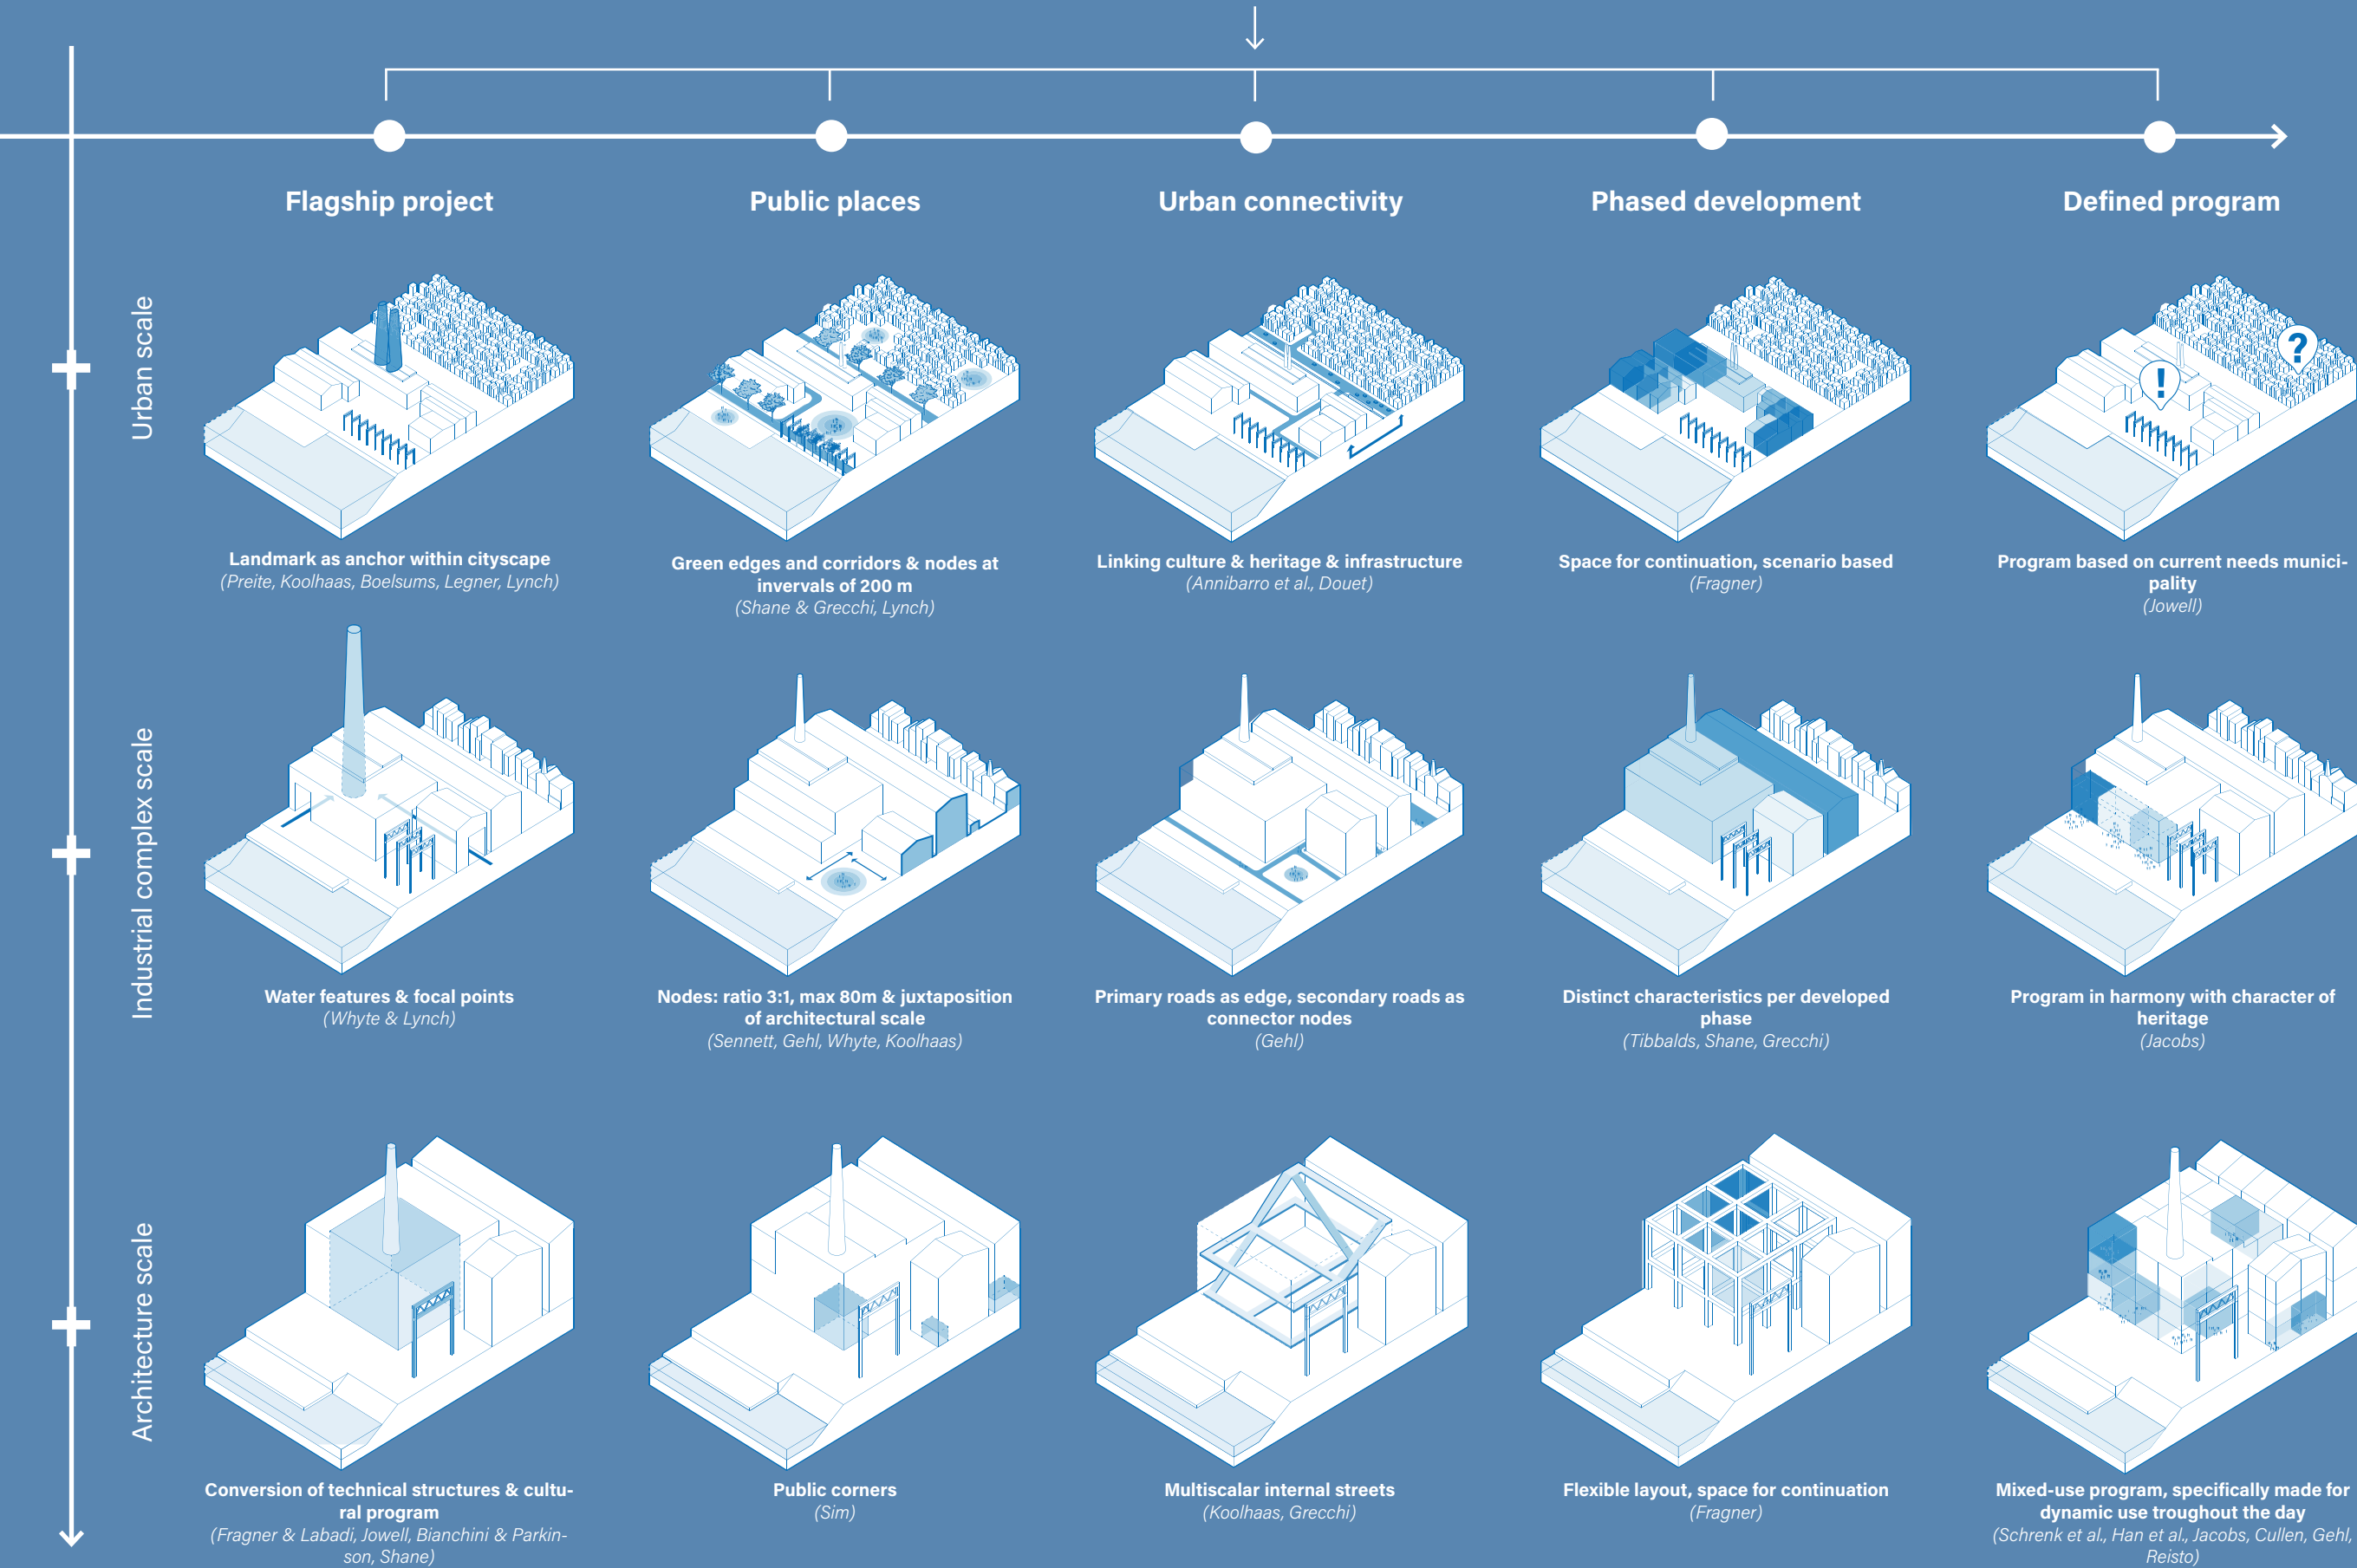 Flagship project
Public places
Urban connectivity
Phased development
Defined program
Urban scale
!
?
Landmark as anchor within cityscape
(Preite, Koolhaas, Boelsums, Legner, Lynch)
Green edges and corridors & nodes at
invervals of 200 m
(Shane & Grecchi, Lynch)
Linking culture & heritage & infrastructure
(Annibarro et al., Douet)
Space for continuation, scenario based
(Fragner)
Program based on current needs munici-
pality
(Jowell)
Industrial complex scale
Water features & focal points
(Whyte & Lynch)
Nodes: ratio 3:1, max 80m & juxtaposition
of architectural scale
(Sennett, Gehl, Whyte, Koolhaas)
Primary roads as edge, secondary roads as
connector nodes
(Gehl)
Distinct characteristics per developed
phase
(Tibbalds, Shane, Grecchi)
Program in harmony with character of
heritage
(Jacobs)
Architecture scale
Conversion of technical structures & cultu-
ral program
(Fragner & Labadi, Jowell, Bianchini & Parkin-
son, Shane)
Public corners
(Sim)
Multiscalar internal streets
(Koolhaas, Grecchi)
Flexible layout, space for continuation
(Fragner)
Mixed-use program, specifically made for
dynamic use troughout the day
(Schrenk et al., Han et al., Jacobs, Cullen, Gehl,
Reisto)